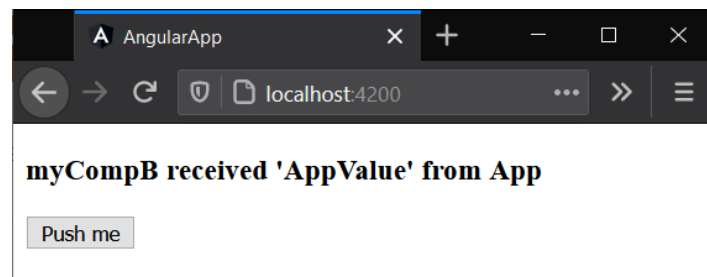 AngularApp
localhost:4200
myCompB received 'AppValue' from App
Push me